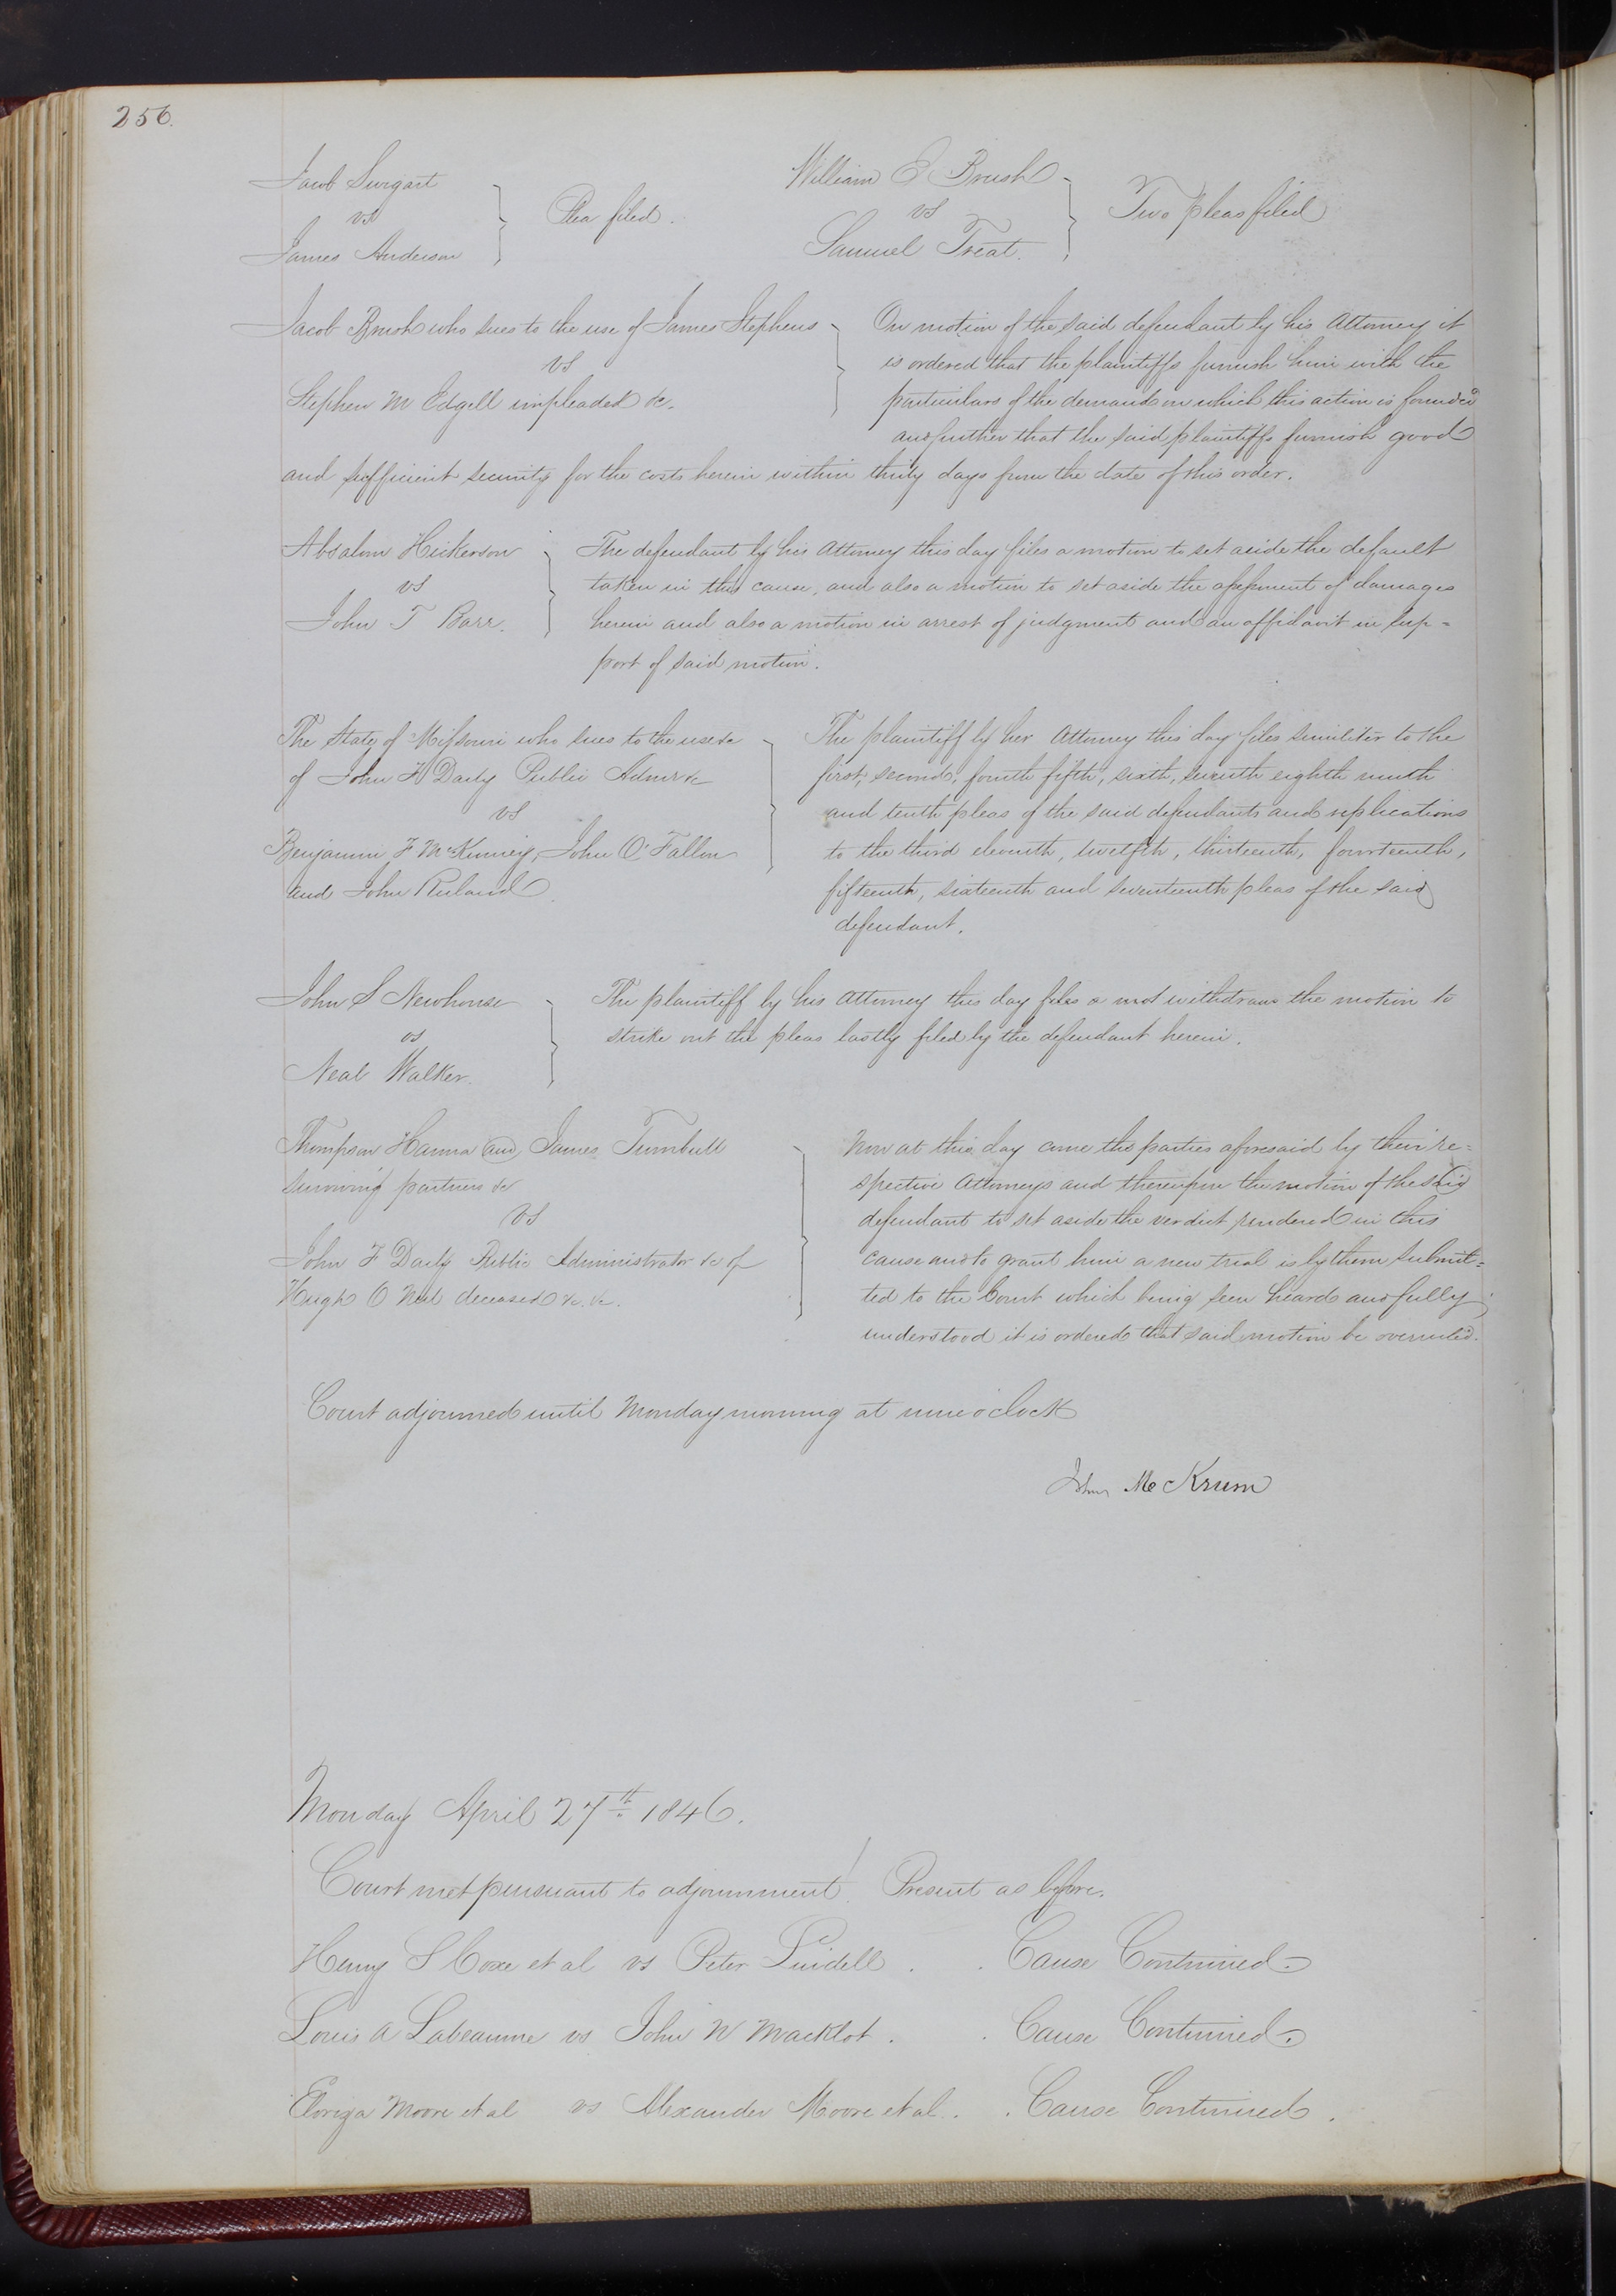 256.
Jacob Swigart
vs
James Anderson
Plea filed.
William E Brush
vs
Samuel Treat.
Two pleas filed
Jacob Brush who sues to the use of James Stephens
vs
Stephen M Edgell impleaded &c.
On motion of the said defendant by his Attorney it
is ordered that the plaintiffs furnish him with the
particulars of the demand on which this action is founded
and further that the said plaintiffs furnish good
and sufficient security for the costs herein within thirty days from the date of this order.
Absalom Hickerson
vs
John T Barr.
The defendant by his Attorney this day files a motion to set aside the default
taken in this cause, and also a motion to set aside the assessment of damages
herein and also a motion in arrest of judgment and an affidavit in sup=
port of said motion.
The State of Missouri who sues to the use &c
of John F Darby Public Admr &c
vs
Benjamin F McKenney, John O'Fallon
and John Ruland.
The plaintiff by her Attorney this day files similiter to the
first, second, fourth fifth, sixth, seventh eighth ninth
and tenth pleas of the said defendants and replications
to the third eleventh, twelfth, thirteenth, fourteenth,
fifteenth, sixteenth and seventeenth pleas of the said
defendant.
John S Newhouse
vs
Neal Walker.
The plaintiff by his Attorney this day files a mot withdraws the motion to
strike out the pleas lastly filed by the defendant herein.
Thompson Hanna and James Turnbull
surviving partners &c
vs
John F Darby Public Administrator &c of
Hugh O Neil deceased &c. &c.
Now at this day come the parties aforesaid by their re=
spective Attorneys and thereupon the motion of the said
defendant to set aside the verdict rendered in this
cause and to grant him a new trial is by them submit=
ted to the Court which being seen heard and fully
understood it is ordered that said motion be overruled.
Court adjourned until Monday morning at nine o'clock
John M Krum
Monday April 27th 1846.
Court met pursuant to adjournment. Present as before.
Henry S Coxe et al vs Peter Lindell . . Cause Continued.
Louis A Labeaume vs John N Macklot . . Cause Continued.
Moore et al vs Alexander Moore et al. . Cause Continued.